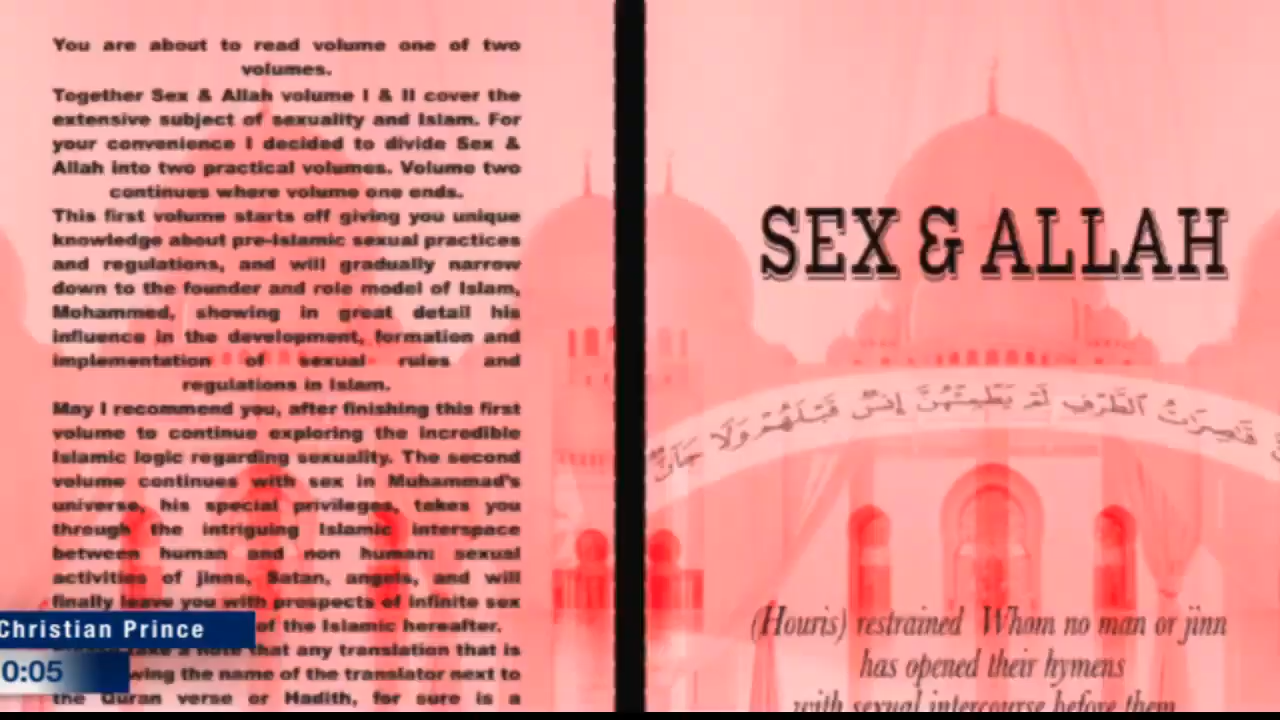 You are about to read volume one of two
volumes.
Together Sex & Allah volume I & II cover the
extensive subject of sexuality and Islam. For
your convenience I decided to divide Sex &
Allah into two practical volumes. Volume two
continues where volume one ends.
This first volume starts off giving you unique
knowledge about pre-Islamic sexual practices
and regulations, and will gradually narrow
down to the founder and role model of Islam,
Mohammed, showing in great detail his
influence in the development, formation and
implementation of sexual rules and
regulations in Islam.
May I recommend you, after finishing this first
volume to continue exploring the incredible
Islamic logic regarding sexuality. The second
volume continues with sex in Muhammad's
universe, his special privileges, takes you
through the intriguing Islamic interspace
between human and non human: sexual
activities of jinns, Satan, angels, and will
finally leave you with prospects of infinite sex
of the Islamic hereafter.
take a note that any translation that is
wing the name of the translator next to
the Quran verse or Hadith, for sure is a
Christian Prince
0:05
SEX & ALLAH
قَٰصِرَٰتُ ٱلطَّرْفِ لَمْ يَطْمِثْهُنَّ إِنسٌ قَبْلَهُمْ وَلَا جَآنٌّ
(Houris) restrained Whom no man or jinn
has opened their hymens
with sexual intercourse before them